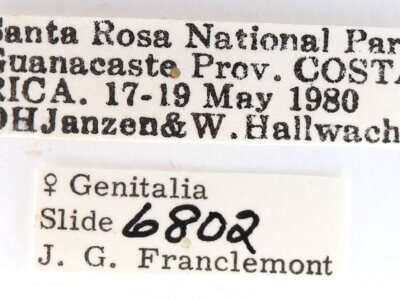 Santa Rosa National Par
Guanacaste Prov. COSTA
RICA. 17-19 May 1980
DHJanzen&W.Hallwach
♀ Genitalia
Slide 6802
J. G. Franclemont